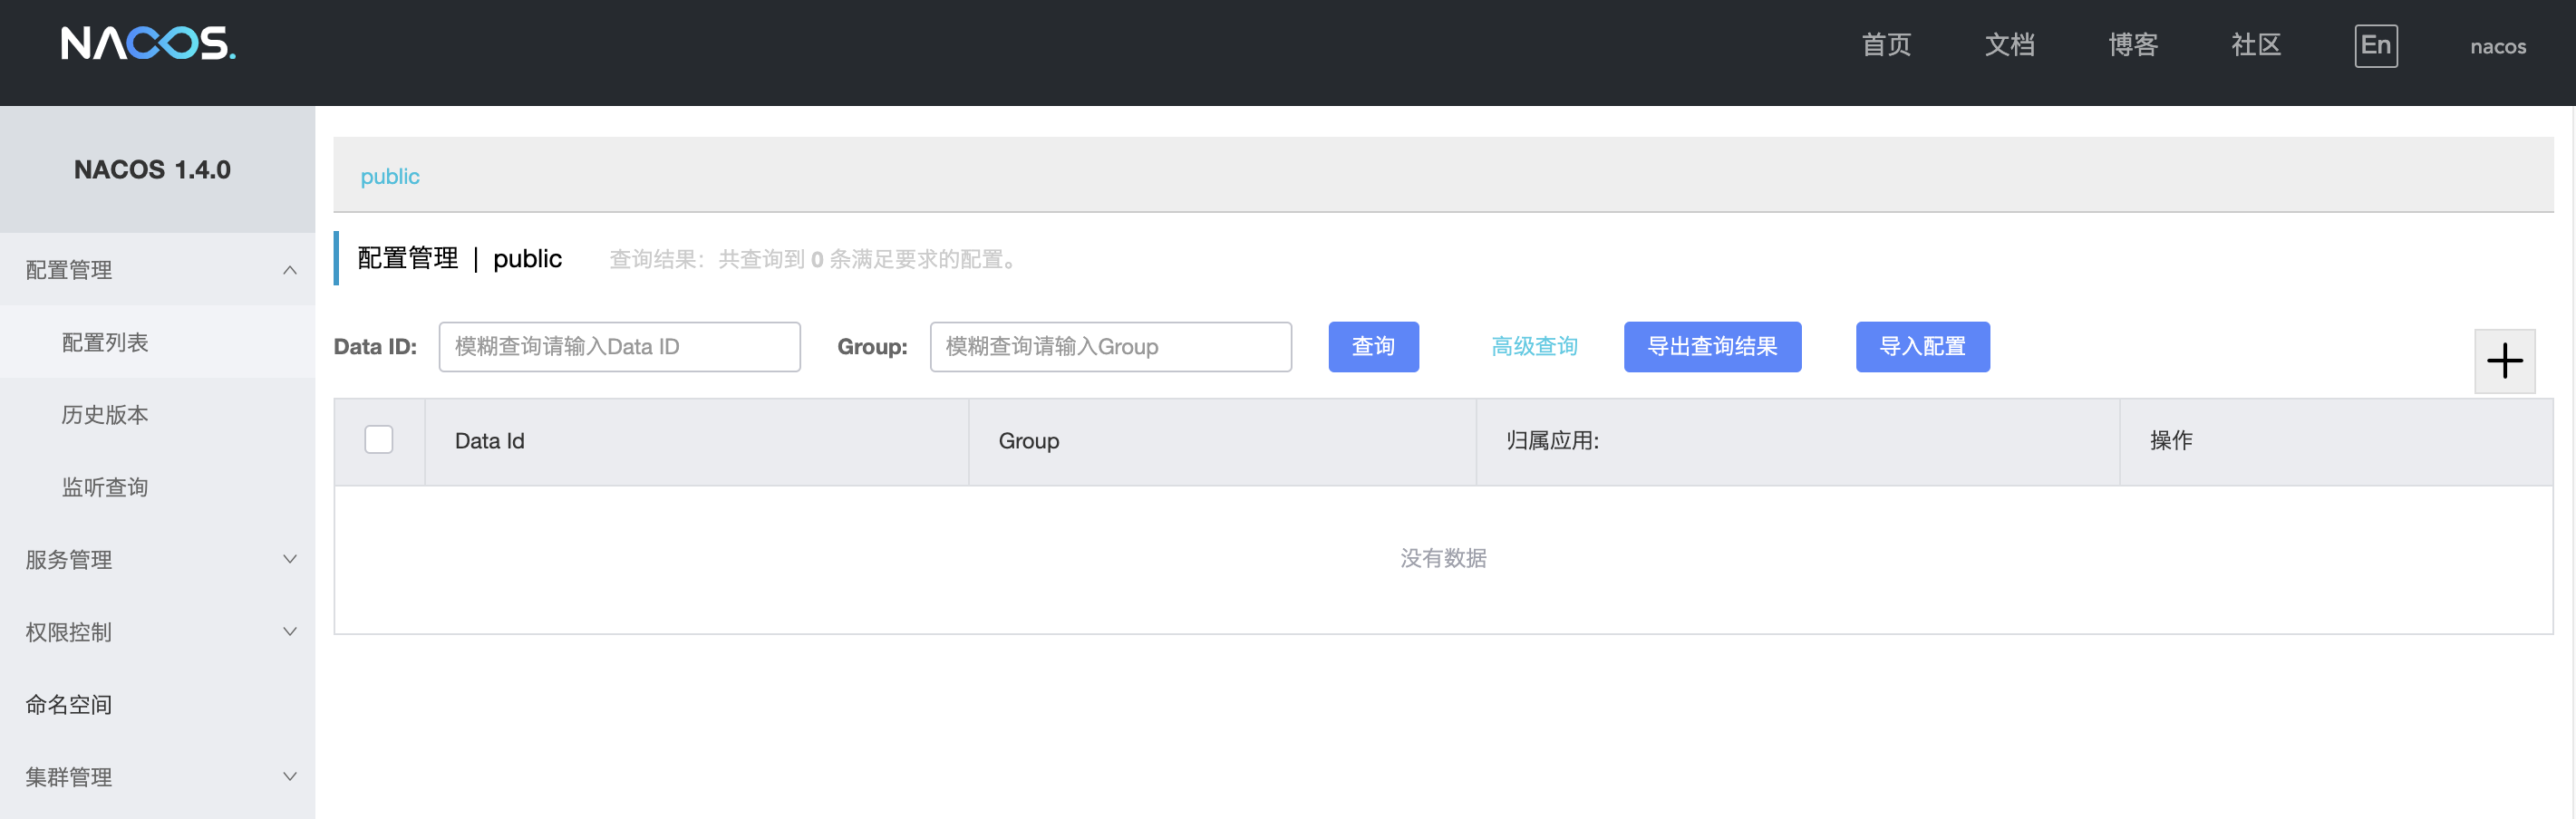 NACOS.
首页 文档 博客 社区 En nacos
NACOS 1.4.0
配置管理
配置列表
历史版本
监听查询
服务管理
权限控制
命名空间
集群管理
public
配置管理 | public 查询结果：共查询到 0 条满足要求的配置。
Data ID: 模糊查询请输入Data ID Group: 模糊查询请输入Group 查询 高级查询 导出查询结果 导入配置
Data Id Group 归属应用: 操作
没有数据